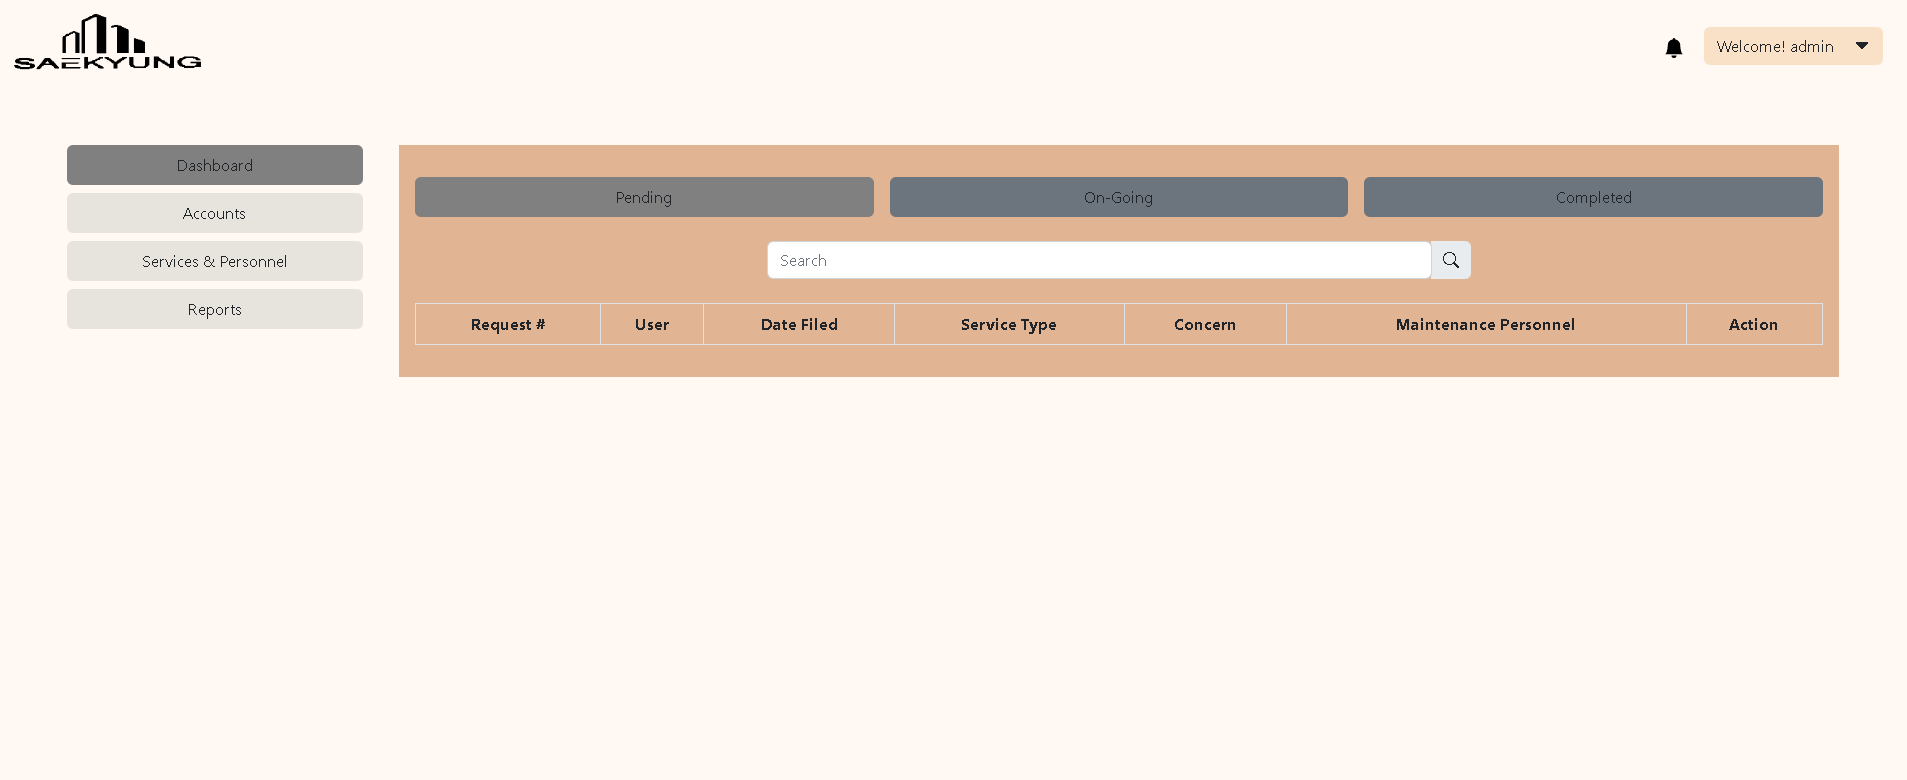 SAEKYUNG
Welcome! admin
Dashboard
Accounts
Services & Personnel
Reports
Pending
On-Going
Completed
Search
Request #
User
Date Filed
Service Type
Concern
Maintenance Personnel
Action